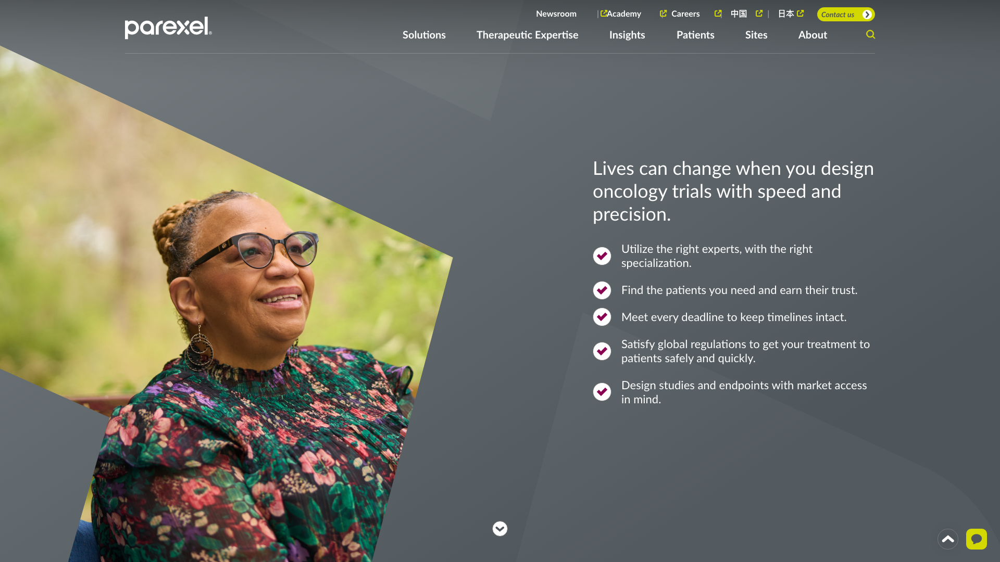 Newsroom | Academy | Careers | 中国 | 日本 Contact us
parexel®
Solutions Therapeutic Expertise Insights Patients Sites About
Lives can change when you design
oncology trials with speed and
precision.
Utilize the right experts, with the right
specialization.
Find the patients you need and earn their trust.
Meet every deadline to keep timelines intact.
Satisfy global regulations to get your treatment to
patients safely and quickly.
Design studies and endpoints with market access
in mind.